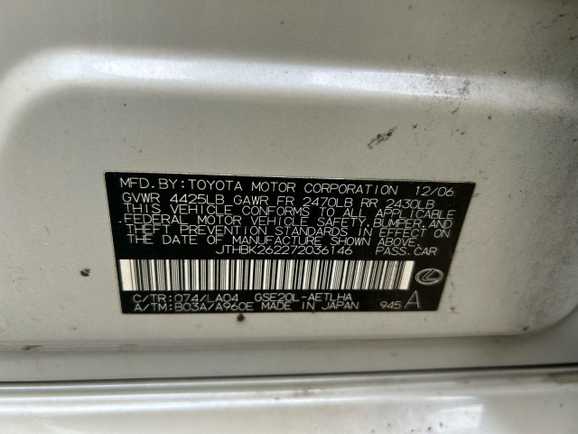 MFD. BY: TOYOTA MOTOR CORPORATION 12/06
GVWR 4425LB GAWR FR 2470LB RR 2430LB
THIS VEHICLE CONFORMS TO ALL APPLICABLE
FEDERAL MOTOR VEHICLE SAFETY, BUMPER, AND
THEFT PREVENTION STANDARDS IN EFFECT ON
THE DATE OF MANUFACTURE SHOWN ABOVE.
JTHBK262272036146 PASS. CAR
C/TR: 074/LA04 GSE20L-AETLHA
A/TM: B03A/A960E MADE IN JAPAN 945 A